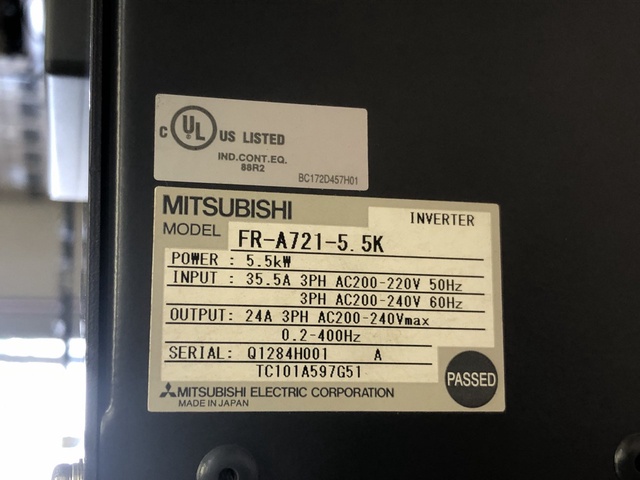 c UL US LISTED
IND.CONT.EQ.
88R2
BC172D457H01
MITSUBISHI
INVERTER
MODEL FR-A721-5.5K
POWER : 5.5kW
INPUT : 35.5A 3PH AC200-220V 50Hz
3PH AC200-240V 60Hz
OUTPUT: 24A 3PH AC200-240Vmax
0.2-400Hz
SERIAL: Q1284H001 A
TC101A597G51
PASSED
MITSUBISHI ELECTRIC CORPORATION
MADE IN JAPAN